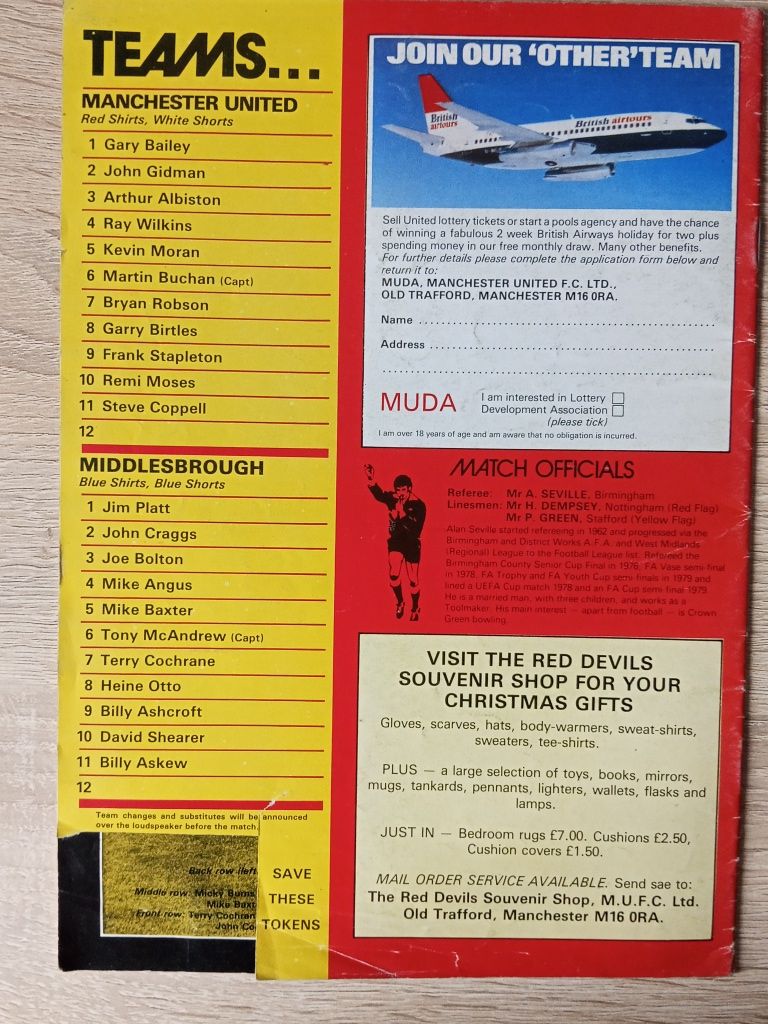 TEAMS...
MANCHESTER UNITED
Red Shirts, White Shorts
1 Gary Bailey
2 John Gidman
3 Arthur Albiston
4 Ray Wilkins
5 Kevin Moran
6 Martin Buchan (Capt)
7 Bryan Robson
8 Garry Birtles
9 Frank Stapleton
10 Remi Moses
11 Steve Coppell
12
MIDDLESBROUGH
Blue Shirts, Blue Shorts
1 Jim Platt
2 John Craggs
3 Joe Bolton
4 Mike Angus
5 Mike Baxter
6 Tony McAndrew (Capt)
7 Terry Cochrane
8 Heine Otto
9 Billy Ashcroft
10 David Shearer
11 Billy Askew
12
Team changes and substitutes will be announced
over the loudspeaker before the match.
Back row (left
Middle row: Micky Burns
Mike Baxt
Front row: Terry Cochran
John Co
SAVE
THESE
TOKENS
JOIN OUR 'OTHER' TEAM
British
airtours
British airtours
Sell United lottery tickets or start a pools agency and have the chance
of winning a fabulous 2 week British Airways holiday for two plus
spending money in our free monthly draw. Many other benefits.
For further details please complete the application form below and
return it to:
MUDA, MANCHESTER UNITED F.C. LTD.,
OLD TRAFFORD, MANCHESTER M16 0RA.
Name
Address
MUDA
I am interested in Lottery
Development Association
(please tick)
I am over 18 years of age and am aware that no obligation is incurred.
MATCH OFFICIALS
Referee: Mr A. SEVILLE, Birmingham
Linesmen: Mr H. DEMPSEY, Nottingham (Red Flag)
Mr P. GREEN, Stafford (Yellow Flag)
Alan Seville started refereeing in 1962 and progressed via the
Birmingham and District Works A.F.A. and West Midlands
(Regional) League to the Football League list. Refereed the
Birmingham County Senior Cup Final in 1976, FA Vase semi-final
in 1978, FA Trophy and FA Youth Cup semi-finals in 1979 and
lined a UEFA Cup match 1978 and an FA Cup semi final 1979.
He is a married man, with three children, and works as a
Toolmaker. His main interest — apart from football — is Crown
Green bowling.
VISIT THE RED DEVILS
SOUVENIR SHOP FOR YOUR
CHRISTMAS GIFTS
Gloves, scarves, hats, body-warmers, sweat-shirts,
sweaters, tee-shirts.
PLUS — a large selection of toys, books, mirrors,
mugs, tankards, pennants, lighters, wallets, flasks and
lamps.
JUST IN — Bedroom rugs £7.00. Cushions £2.50,
Cushion covers £1.50.
MAIL ORDER SERVICE AVAILABLE. Send sae to:
The Red Devils Souvenir Shop, M.U.F.C. Ltd.
Old Trafford, Manchester M16 0RA.